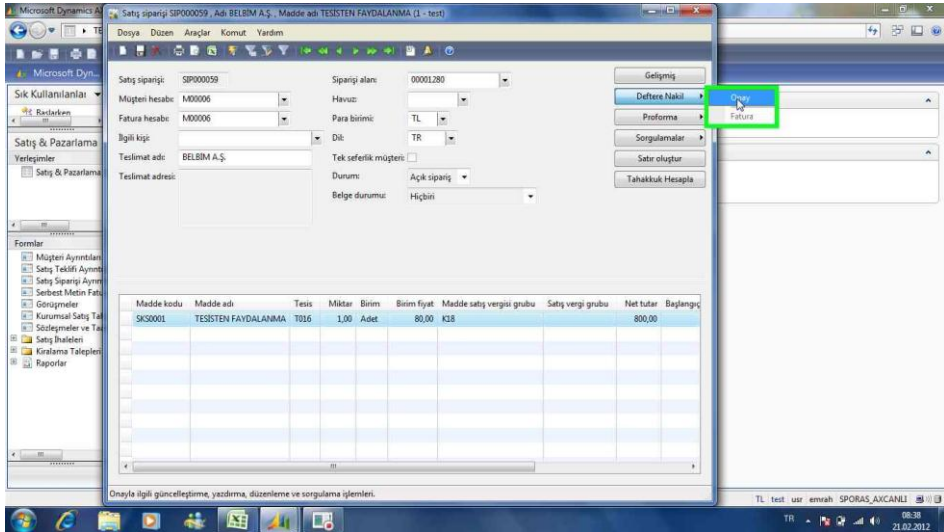 Microsoft Dynamics A
Satış siparişi SIP000059 , Adı BELBİM A.Ş. , Madde adı TESİSTEN FAYDALANMA (1 - test)
Dosya Düzen Araçlar Komut Yardım
Microsoft Dyn...
Sık Kullanılanlar
Başlarken
Satış & Pazarlama
Yerleşimler
Satış & Pazarlama
Formlar
Müşteri Ayrıntıları
Satış Teklifi Ayrıntı
Satış Siparişi Ayrın
Serbest Metin Fatu
Görüşmeler
Kurumsal Satış Tal
Sözleşmeler ve Ta
Satış İhaleleri
Kiralama Talepleri
Raporlar
Satış siparişi: SIP000059
Müşteri hesabı: M00006
Fatura hesabı: M00006
İlgili kişi:
Teslimat adı: BELBİM A.Ş.
Teslimat adresi:
Sipariş alanı: 00001280
Havuz:
Para birimi: TL
Dil: TR
Tek seferlik müşteri:
Durum: Açık sipariş
Belge durumu: Hiçbiri
Gelişmiş
Deftere Nakil
Proforma
Sorgulamalar
Satır oluştur
Tahakkuk Hesapla
Onay
Fatura
Madde kodu Madde adı Tesis Miktar Birim Birim fiyat Madde satış vergisi grubu Satış vergi grubu Net tutar Başlangıç
SKS0001 TESİSTEN FAYDALANMA T016 1,00 Adet 80,00 K18 800,00
Onayla ilgili güncelleştirme, yazdırma, düzenleme ve sorgulama işlemleri.
TL test usr emrah SPORAS_AXCANLI
TR
08:38
21.02.2012